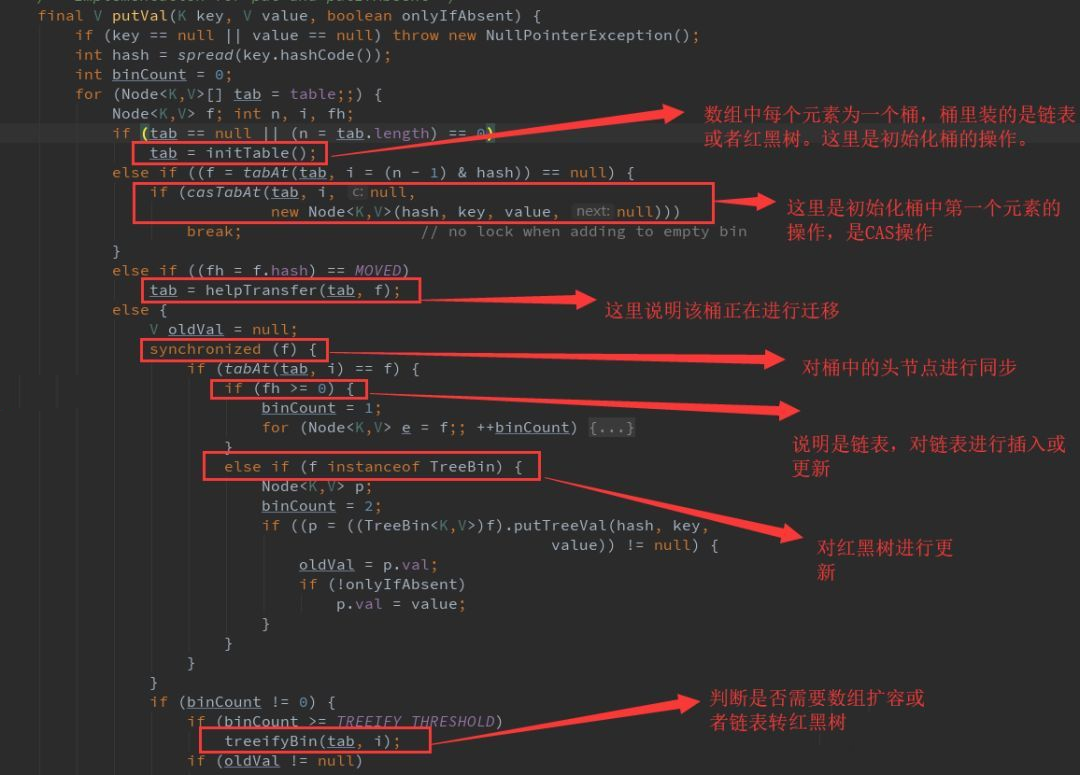 final V putVal(K key, V value, boolean onlyIfAbsent) {
if (key == null || value == null) throw new NullPointerException();
int hash = spread(key.hashCode());
int binCount = 0;
for (Node<K,V>[] tab = table;;) {
Node<K,V> f; int n, i, fh;
if (tab == null || (n = tab.length) == 0)
tab = initTable();
else if ((f = tabAt(tab, i = (n - 1) & hash)) == null) {
if (casTabAt(tab, i, c: null,
new Node<K,V>(hash, key, value, next: null)))
break; // no lock when adding to empty bin
}
else if ((fh = f.hash) == MOVED)
tab = helpTransfer(tab, f);
else {
V oldVal = null;
synchronized (f) {
if (tabAt(tab, i) == f) {
if (fh >= 0) {
binCount = 1;
for (Node<K,V> e = f;; ++binCount) {...}
}
else if (f instanceof TreeBin) {
Node<K,V> p;
binCount = 2;
if ((p = ((TreeBin<K,V>)f).putTreeVal(hash, key,
value)) != null) {
oldVal = p.val;
if (!onlyIfAbsent)
p.val = value;
}
}
}
}
if (binCount != 0) {
if (binCount >= TREEIFY_THRESHOLD)
treeifyBin(tab, i);
if (oldVal != null)
数组中每个元素为一个桶，桶里装的是链表
或者红黑树。这里是初始化桶的操作。
这里是初始化桶中第一个元素的
操作，是CAS操作
这里说明该桶正在进行迁移
对桶中的头节点进行同步
说明是链表，对链表进行插入或
更新
对红黑树进行更
新
判断是否需要数组扩容或
者链表转红黑树